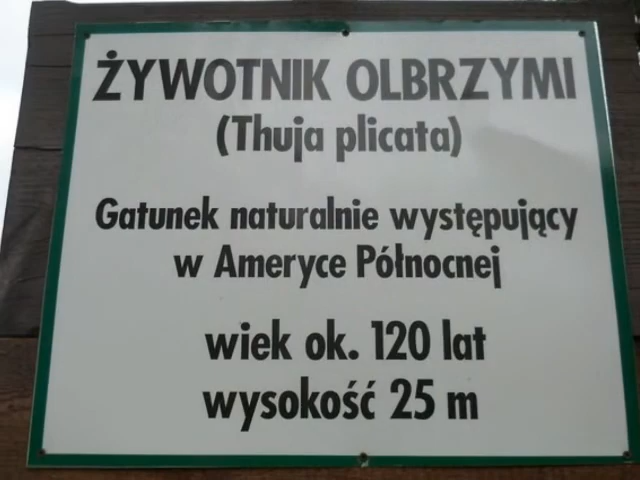 ŻYWOTNIK OLBRZYMI
(Thuja plicata)
Gatunek naturalnie występujący
w Ameryce Północnej
wiek ok. 120 lat
wysokość 25 m